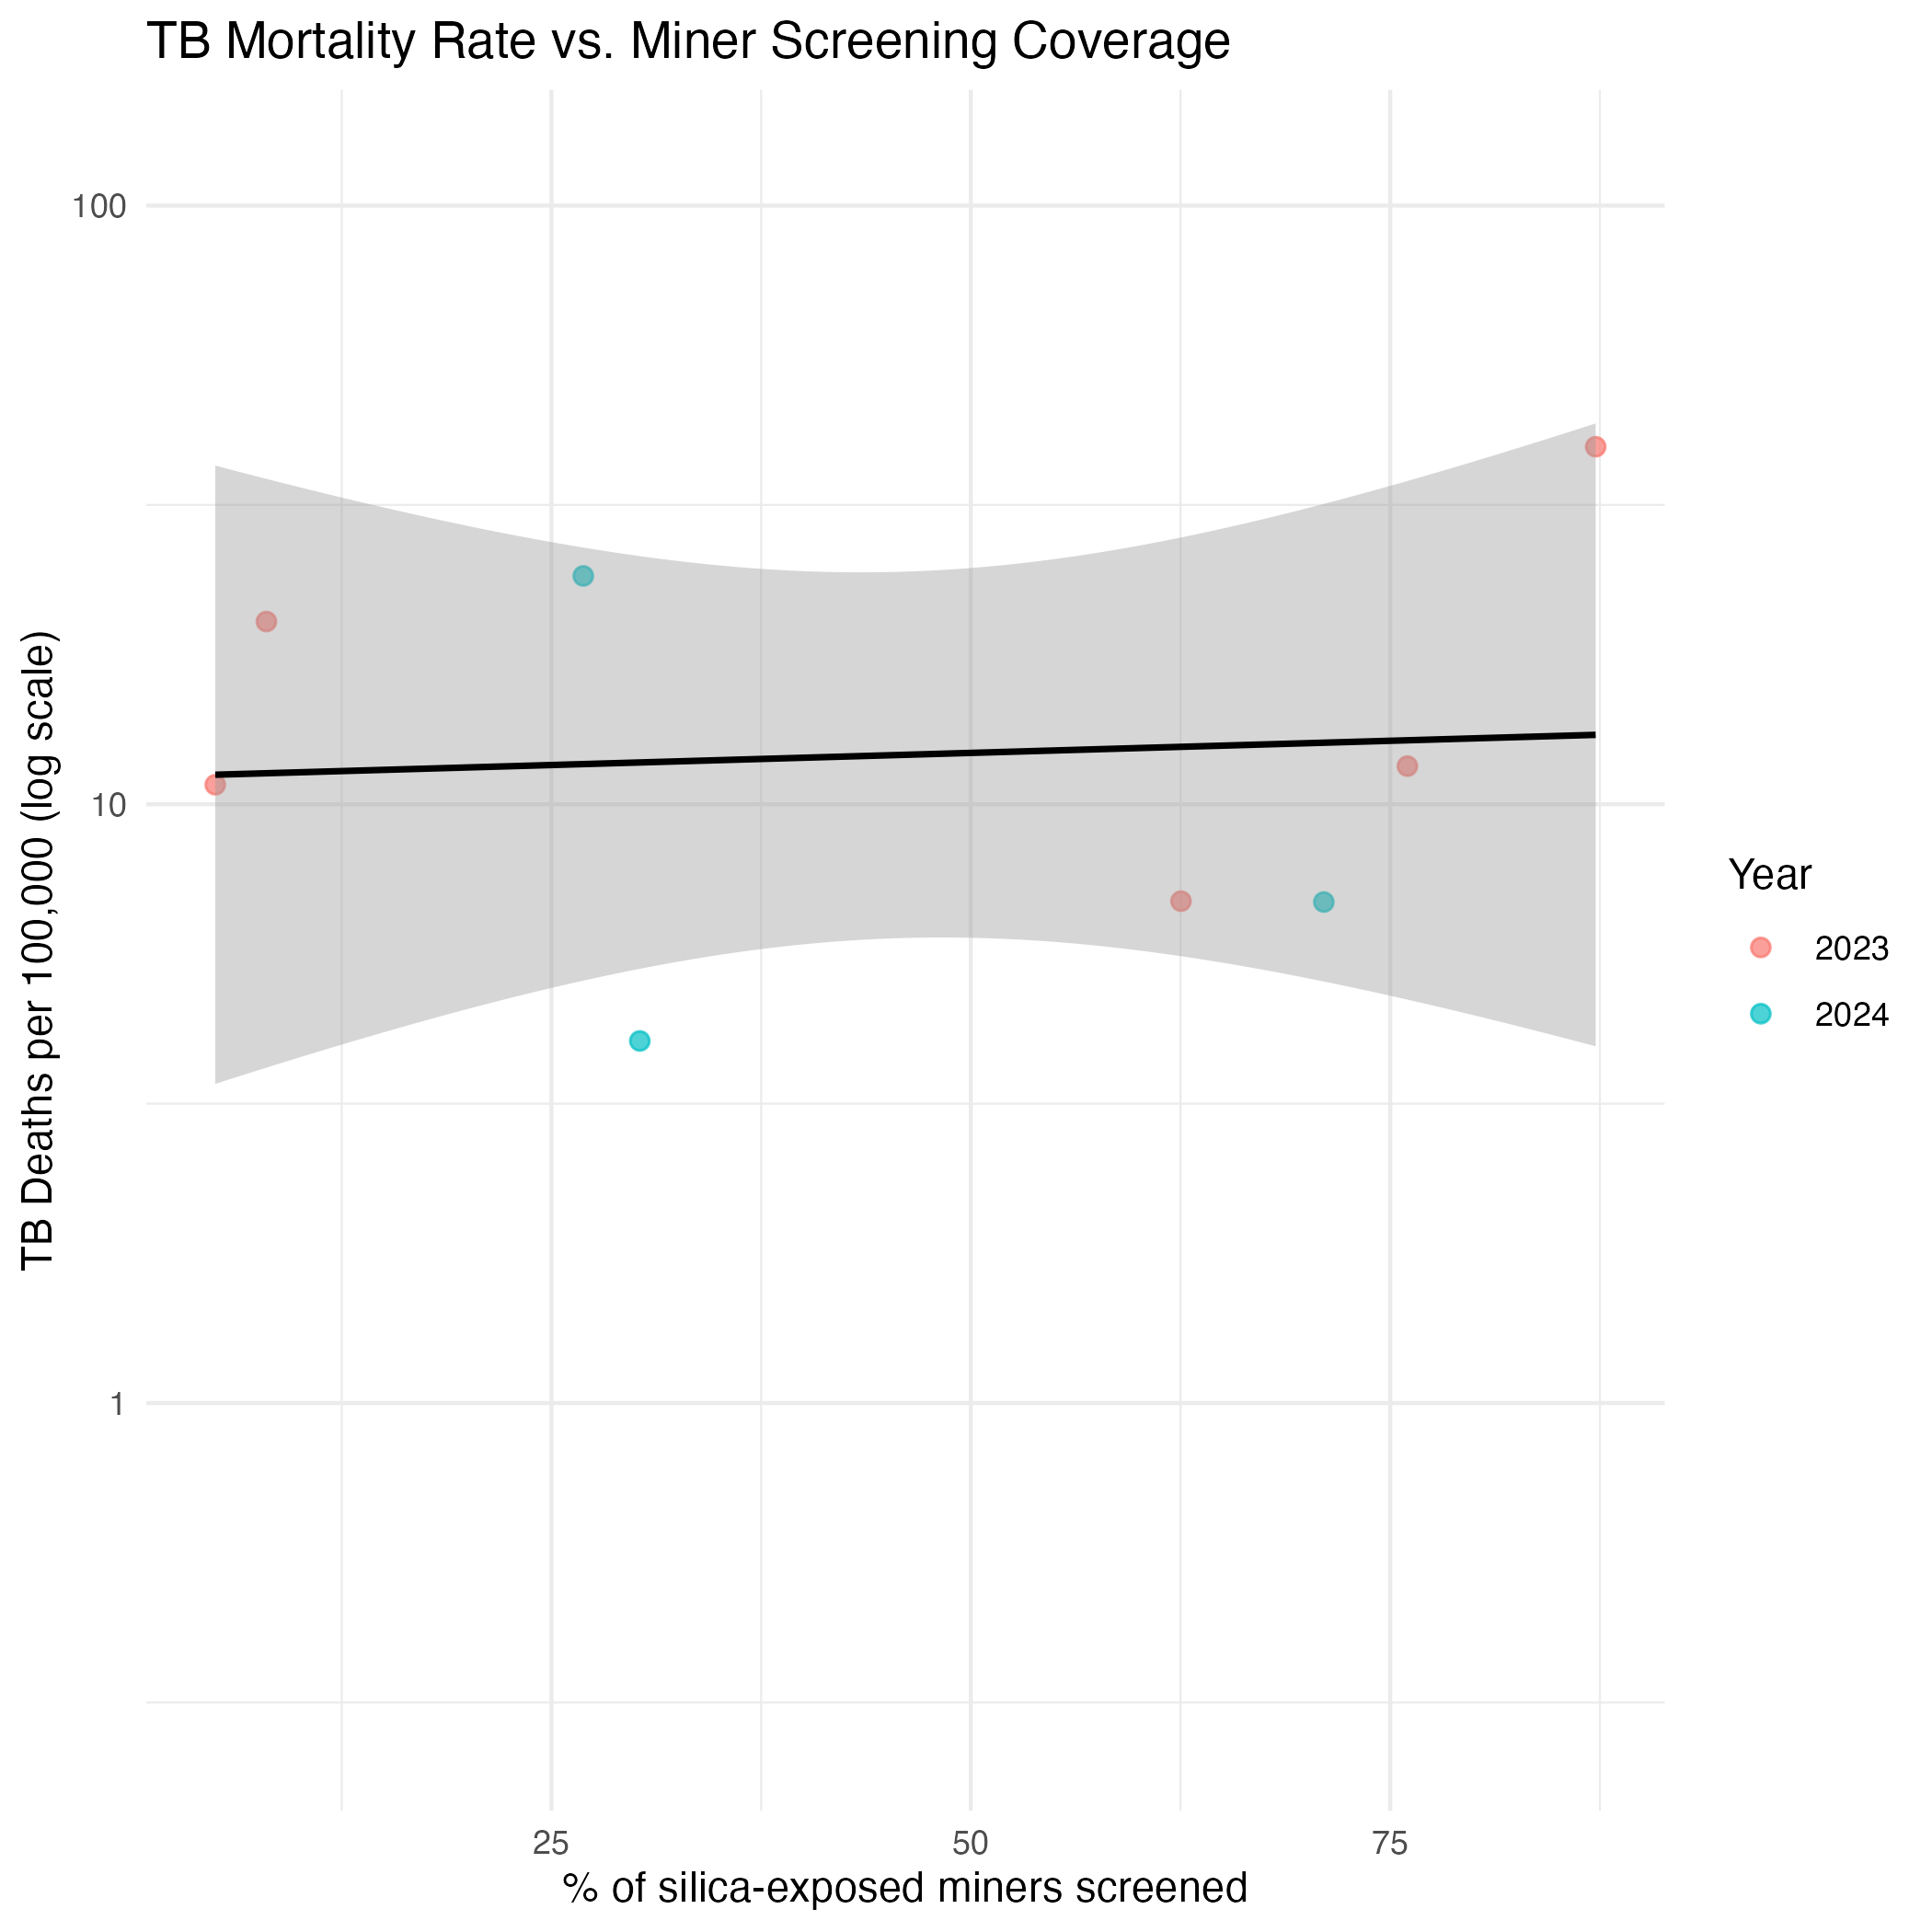 TB Mortality Rate vs. Miner Screening Coverage
TB Deaths per 100,000 (log scale)
100
10
1
25
50
75
% of silica-exposed miners screened
Year
2023
2024